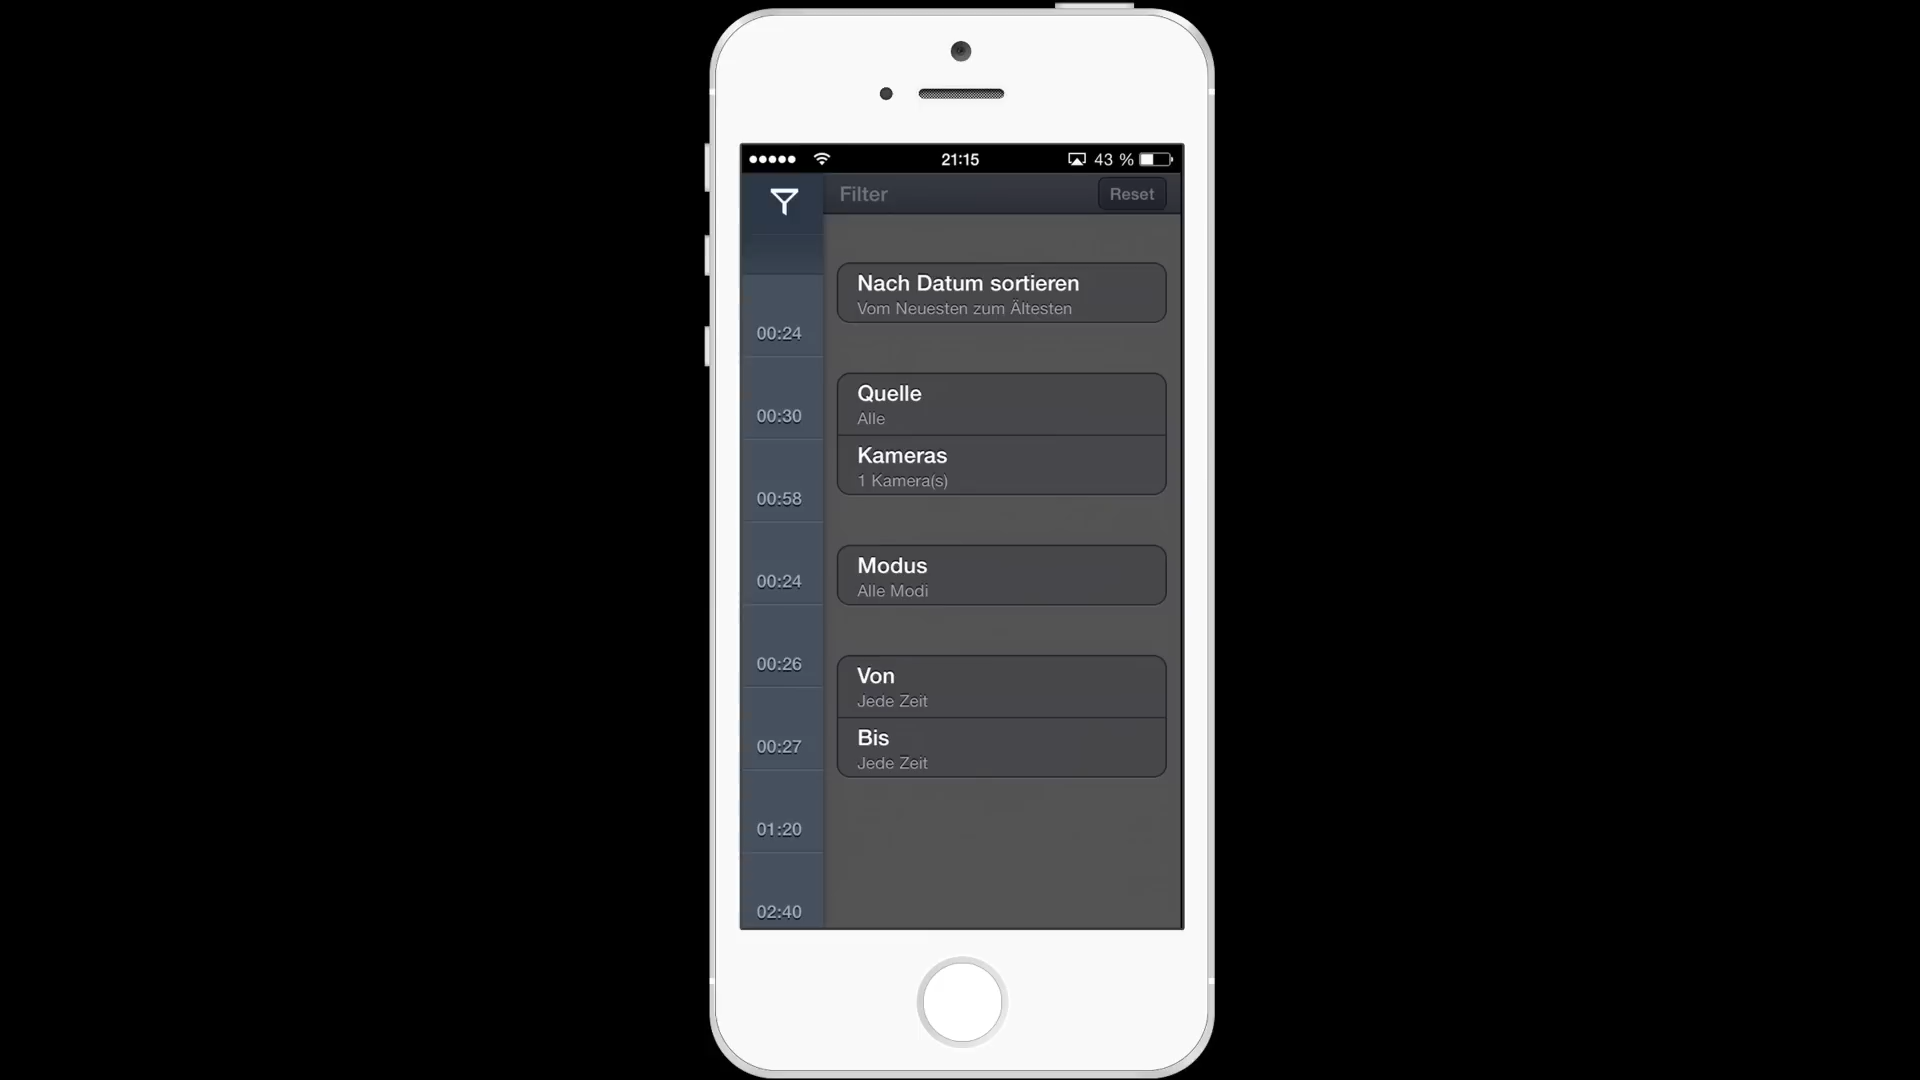 21:15
43 %
Filter
Reset
Nach Datum sortieren
Vom Neuesten zum Ältesten
00:24
Quelle
Alle
00:30
Kameras
1 Kamera(s)
00:58
Modus
Alle Modi
00:24
00:26
Von
Jede Zeit
00:27
Bis
Jede Zeit
01:20
02:40